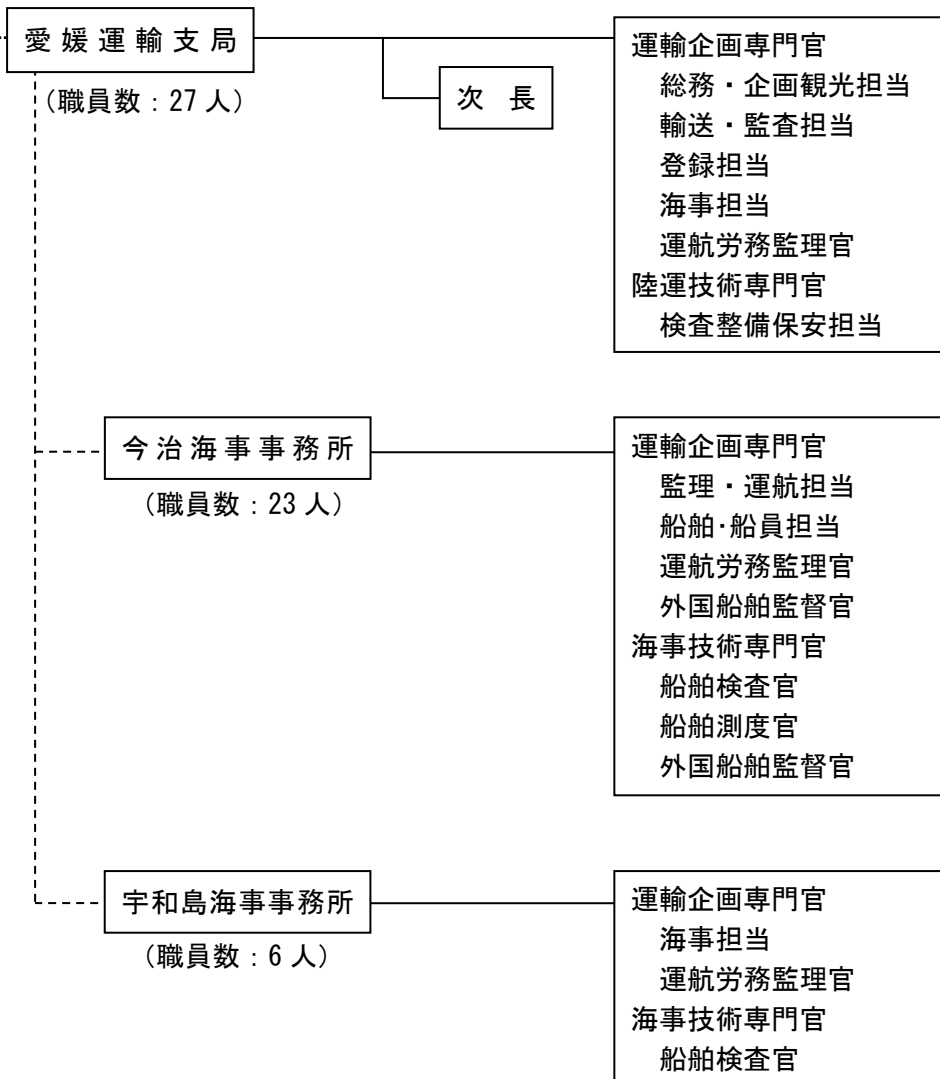 愛媛運輸支局
(職員数：27人)
次 長
運輸企画専門官
総務・企画観光担当
輸送・監査担当
登録担当
海事担当
運航労務監理官
陸運技術専門官
検査整備保安担当
今治海事事務所
(職員数：23人)
運輸企画専門官
監理・運航担当
船舶･船員担当
運航労務監理官
外国船舶監督官
海事技術専門官
船舶検査官
船舶測度官
外国船舶監督官
宇和島海事事務所
(職員数：6人)
運輸企画専門官
海事担当
運航労務監理官
海事技術専門官
船舶検査官